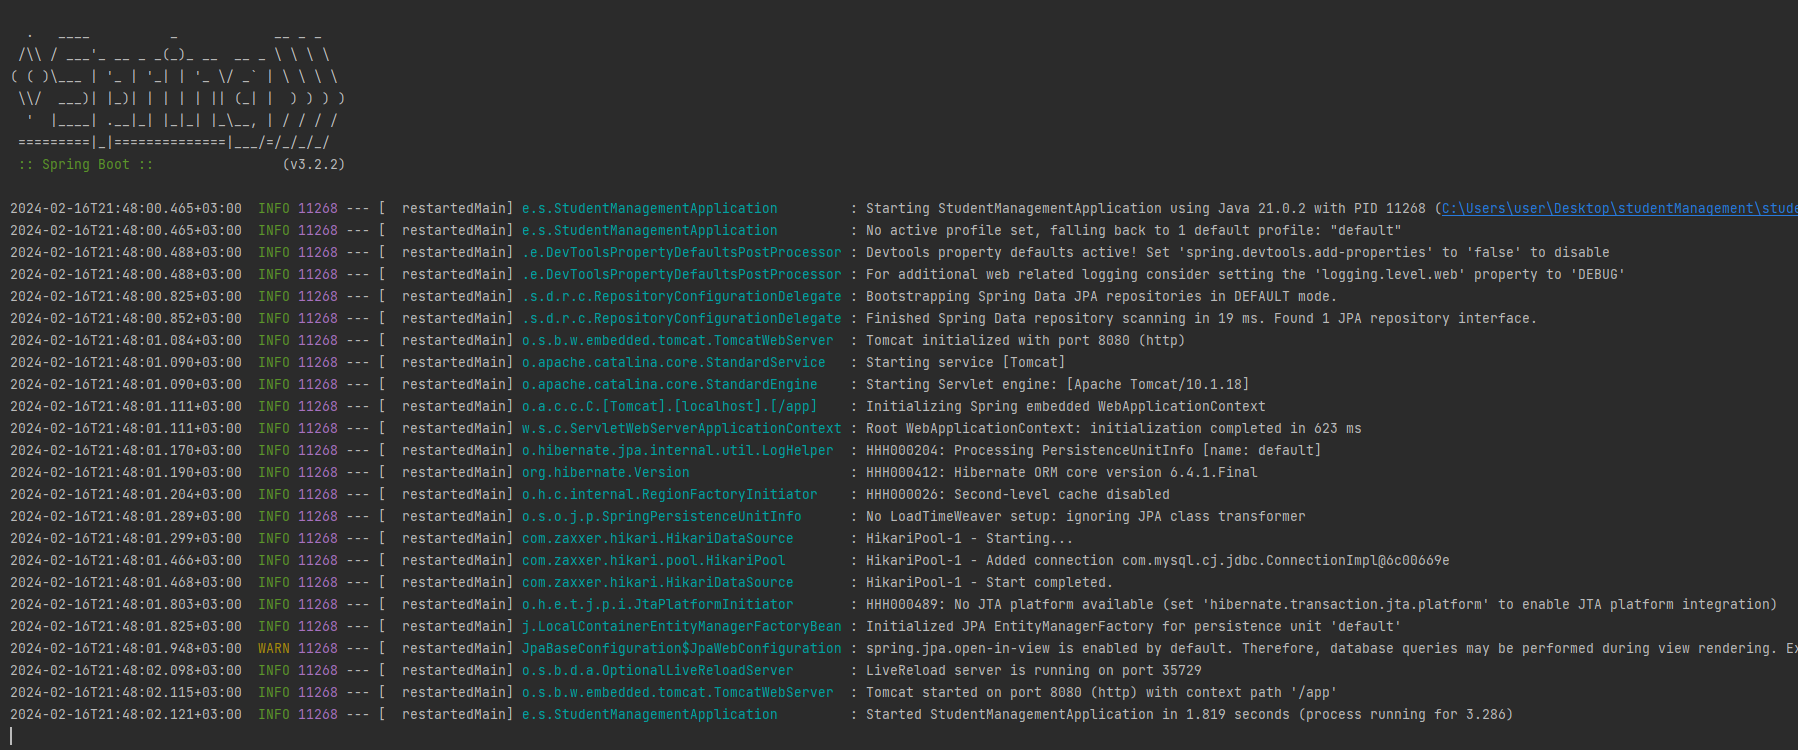 .   ____          _            __ _ _
 /\\ / ___'_ __ _ _(_)_ __  __ _ \ \ \ \
( ( )\___ | '_ | '_| | '_ \/ _` | \ \ \ \
 \\/  ___)| |_)| | | | | || (_| |  ) ) ) )
  '  |____| .__|_| |_|_| |_\__, | / / / /
 =========|_|==============|___/=/_/_/_/
 :: Spring Boot ::                (v3.2.2)
2024-02-16T21:48:00.465+03:00  INFO 11268 --- [  restartedMain] e.s.StudentManagementApplication         : Starting StudentManagementApplication using Java 21.0.2 with PID 11268 (C:\Users\user\Desktop\studentManagement\stude
2024-02-16T21:48:00.465+03:00  INFO 11268 --- [  restartedMain] e.s.StudentManagementApplication         : No active profile set, falling back to 1 default profile: "default"
2024-02-16T21:48:00.488+03:00  INFO 11268 --- [  restartedMain] .e.DevToolsPropertyDefaultsPostProcessor : Devtools property defaults active! Set 'spring.devtools.add-properties' to 'false' to disable
2024-02-16T21:48:00.488+03:00  INFO 11268 --- [  restartedMain] .e.DevToolsPropertyDefaultsPostProcessor : For additional web related logging consider setting the 'logging.level.web' property to 'DEBUG'
2024-02-16T21:48:00.825+03:00  INFO 11268 --- [  restartedMain] .s.d.r.c.RepositoryConfigurationDelegate : Bootstrapping Spring Data JPA repositories in DEFAULT mode.
2024-02-16T21:48:00.852+03:00  INFO 11268 --- [  restartedMain] .s.d.r.c.RepositoryConfigurationDelegate : Finished Spring Data repository scanning in 19 ms. Found 1 JPA repository interface.
2024-02-16T21:48:01.084+03:00  INFO 11268 --- [  restartedMain] o.s.b.w.embedded.tomcat.TomcatWebServer  : Tomcat initialized with port 8080 (http)
2024-02-16T21:48:01.090+03:00  INFO 11268 --- [  restartedMain] o.apache.catalina.core.StandardService   : Starting service [Tomcat]
2024-02-16T21:48:01.090+03:00  INFO 11268 --- [  restartedMain] o.apache.catalina.core.StandardEngine    : Starting Servlet engine: [Apache Tomcat/10.1.18]
2024-02-16T21:48:01.111+03:00  INFO 11268 --- [  restartedMain] o.a.c.c.C.[Tomcat].[localhost].[/app]    : Initializing Spring embedded WebApplicationContext
2024-02-16T21:48:01.111+03:00  INFO 11268 --- [  restartedMain] w.s.c.ServletWebServerApplicationContext : Root WebApplicationContext: initialization completed in 623 ms
2024-02-16T21:48:01.170+03:00  INFO 11268 --- [  restartedMain] o.hibernate.jpa.internal.util.LogHelper  : HHH000204: Processing PersistenceUnitInfo [name: default]
2024-02-16T21:48:01.190+03:00  INFO 11268 --- [  restartedMain] org.hibernate.Version                    : HHH000412: Hibernate ORM core version 6.4.1.Final
2024-02-16T21:48:01.204+03:00  INFO 11268 --- [  restartedMain] o.h.c.internal.RegionFactoryInitiator    : HHH000026: Second-level cache disabled
2024-02-16T21:48:01.289+03:00  INFO 11268 --- [  restartedMain] o.s.o.j.p.SpringPersistenceUnitInfo      : No LoadTimeWeaver setup: ignoring JPA class transformer
2024-02-16T21:48:01.299+03:00  INFO 11268 --- [  restartedMain] com.zaxxer.hikari.HikariDataSource       : HikariPool-1 - Starting...
2024-02-16T21:48:01.466+03:00  INFO 11268 --- [  restartedMain] com.zaxxer.hikari.pool.HikariPool        : HikariPool-1 - Added connection com.mysql.cj.jdbc.ConnectionImpl@6c00669e
2024-02-16T21:48:01.468+03:00  INFO 11268 --- [  restartedMain] com.zaxxer.hikari.HikariDataSource       : HikariPool-1 - Start completed.
2024-02-16T21:48:01.803+03:00  INFO 11268 --- [  restartedMain] o.h.e.t.j.p.i.JtaPlatformInitiator       : HHH000489: No JTA platform available (set 'hibernate.transaction.jta.platform' to enable JTA platform integration)
2024-02-16T21:48:01.825+03:00  INFO 11268 --- [  restartedMain] j.LocalContainerEntityManagerFactoryBean : Initialized JPA EntityManagerFactory for persistence unit 'default'
2024-02-16T21:48:01.948+03:00  WARN 11268 --- [  restartedMain] JpaBaseConfiguration$JpaWebConfiguration : spring.jpa.open-in-view is enabled by default. Therefore, database queries may be performed during view rendering. Ex
2024-02-16T21:48:02.098+03:00  INFO 11268 --- [  restartedMain] o.s.b.d.a.OptionalLiveReloadServer       : LiveReload server is running on port 35729
2024-02-16T21:48:02.115+03:00  INFO 11268 --- [  restartedMain] o.s.b.w.embedded.tomcat.TomcatWebServer  : Tomcat started on port 8080 (http) with context path '/app'
2024-02-16T21:48:02.121+03:00  INFO 11268 --- [  restartedMain] e.s.StudentManagementApplication         : Started StudentManagementApplication in 1.819 seconds (process running for 3.286)